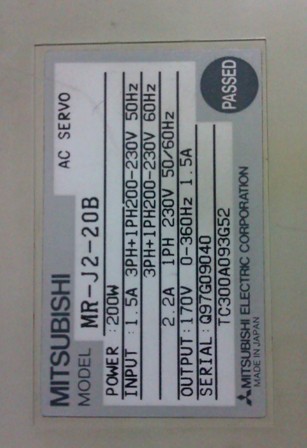 MITSUBISHI AC SERVO
MODEL MR-J2-20B
POWER :200W
INPUT :1.5A 3PH+1PH200-230V 50Hz
3PH+1PH200-230V 60Hz
2.2A 1PH 230V 50/60Hz
OUTPUT:170V 0-360Hz 1.5A
SERIAL:Q97G09040
TC300A093G52
PASSED
MITSUBISHI ELECTRIC CORPORATION
MADE IN JAPAN